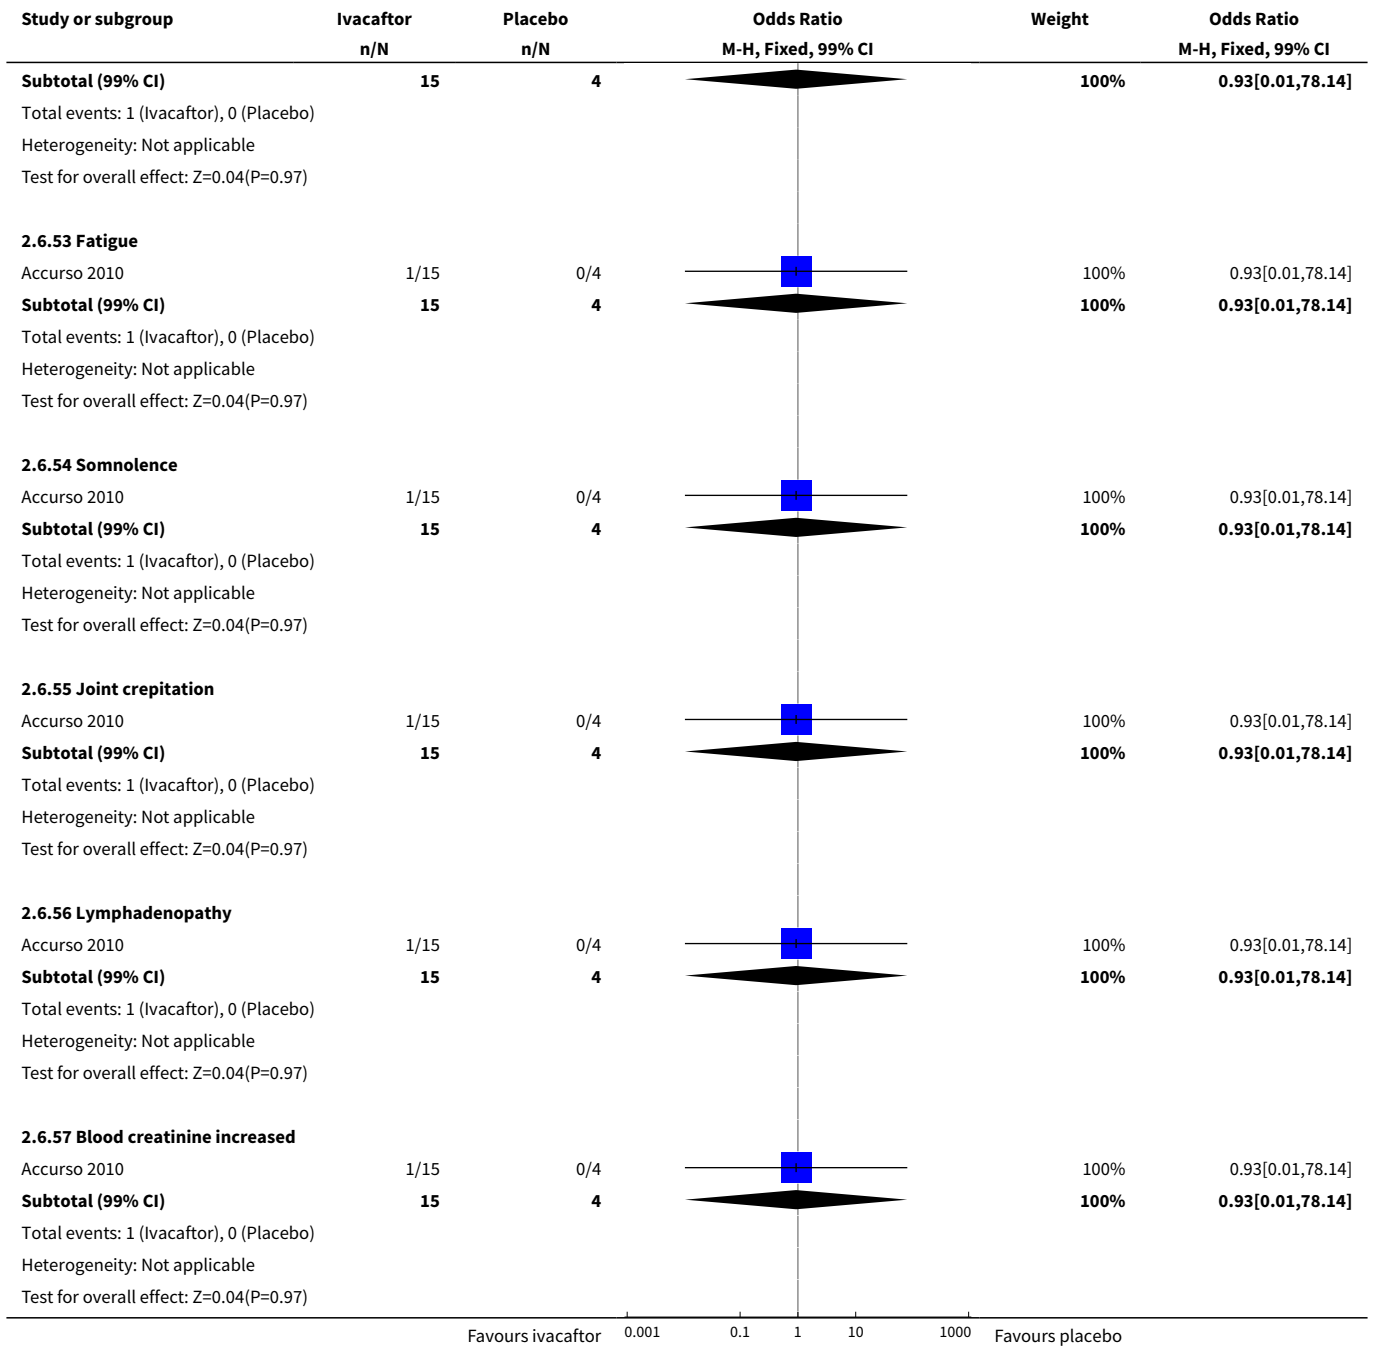 Study or subgroup Ivacaftor Placebo Odds Ratio Weight Odds Ratio
n/N n/N M-H, Fixed, 99% CI M-H, Fixed, 99% CI
Subtotal (99% CI) 15 4 100% 0.93[0.01,78.14]
Total events: 1 (Ivacaftor), 0 (Placebo)
Heterogeneity: Not applicable
Test for overall effect: Z=0.04(P=0.97)
2.6.53 Fatigue
Accurso 2010 1/15 0/4 100% 0.93[0.01,78.14]
Subtotal (99% CI) 15 4 100% 0.93[0.01,78.14]
Total events: 1 (Ivacaftor), 0 (Placebo)
Heterogeneity: Not applicable
Test for overall effect: Z=0.04(P=0.97)
2.6.54 Somnolence
Accurso 2010 1/15 0/4 100% 0.93[0.01,78.14]
Subtotal (99% CI) 15 4 100% 0.93[0.01,78.14]
Total events: 1 (Ivacaftor), 0 (Placebo)
Heterogeneity: Not applicable
Test for overall effect: Z=0.04(P=0.97)
2.6.55 Joint crepitation
Accurso 2010 1/15 0/4 100% 0.93[0.01,78.14]
Subtotal (99% CI) 15 4 100% 0.93[0.01,78.14]
Total events: 1 (Ivacaftor), 0 (Placebo)
Heterogeneity: Not applicable
Test for overall effect: Z=0.04(P=0.97)
2.6.56 Lymphadenopathy
Accurso 2010 1/15 0/4 100% 0.93[0.01,78.14]
Subtotal (99% CI) 15 4 100% 0.93[0.01,78.14]
Total events: 1 (Ivacaftor), 0 (Placebo)
Heterogeneity: Not applicable
Test for overall effect: Z=0.04(P=0.97)
2.6.57 Blood creatinine increased
Accurso 2010 1/15 0/4 100% 0.93[0.01,78.14]
Subtotal (99% CI) 15 4 100% 0.93[0.01,78.14]
Total events: 1 (Ivacaftor), 0 (Placebo)
Heterogeneity: Not applicable
Test for overall effect: Z=0.04(P=0.97)
Favours ivacaftor 0.001 0.1 1 10 1000 Favours placebo